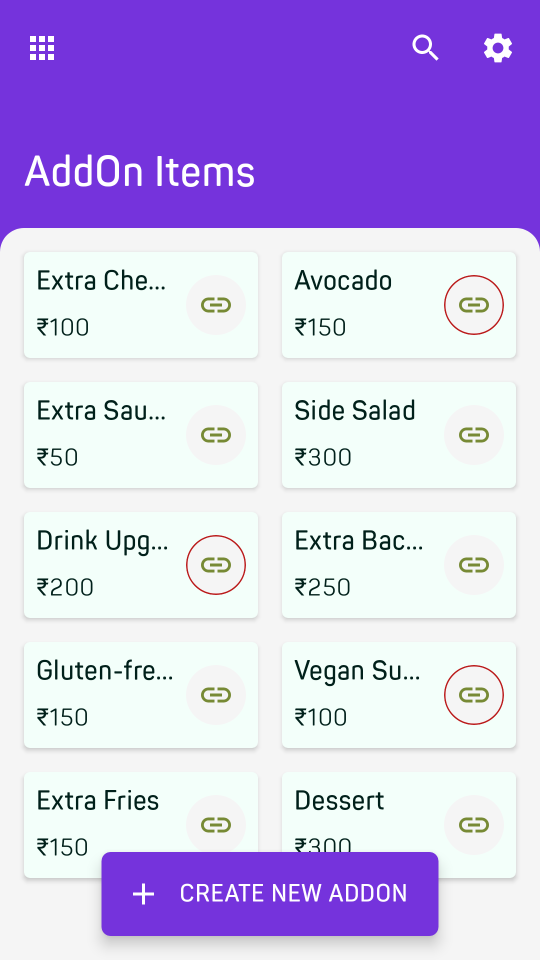 AddOn Items
Extra Che...
₹100
Avocado
₹150
Extra Sau...
₹50
Side Salad
₹300
Drink Upg...
₹200
Extra Bac...
₹250
Gluten-fre...
₹150
Vegan Su...
₹100
Extra Fries
₹150
Dessert
₹300
CREATE NEW ADDON